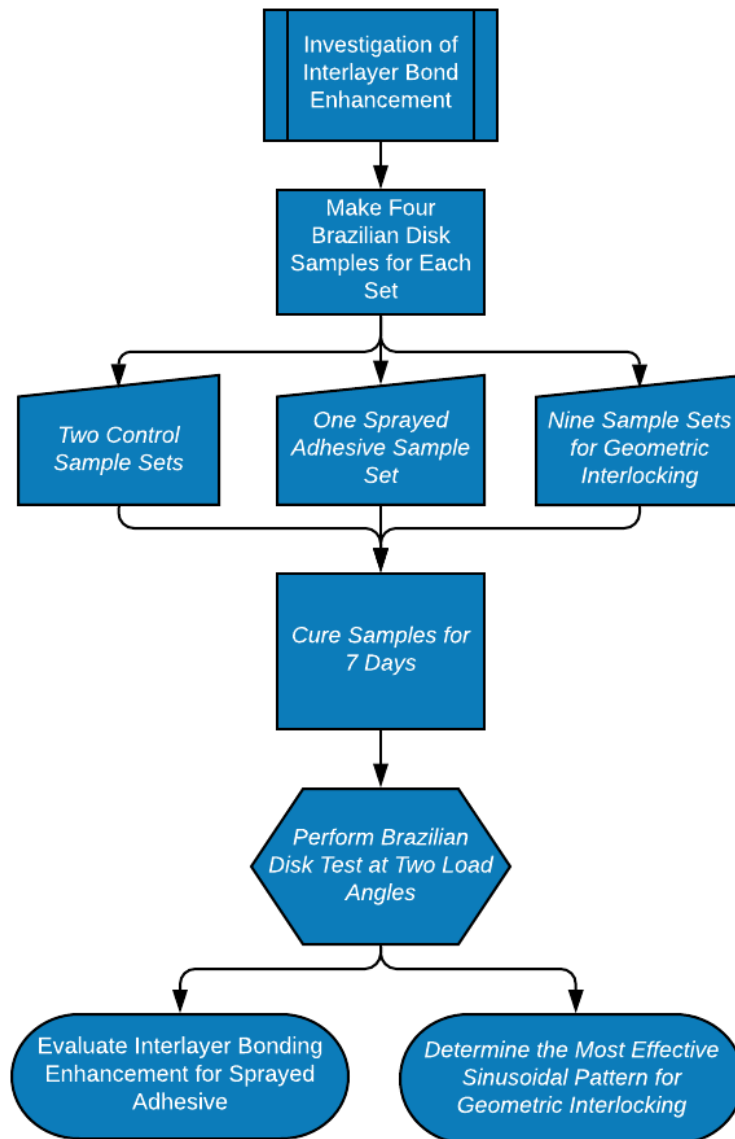 Investigation of
Interlayer Bond
Enhancement
Make Four
Brazilian Disk
Samples for Each
Set
Two Control
Sample Sets
One Sprayed
Adhesive Sample
Set
Nine Sample Sets
for Geometric
Interlocking
Cure Samples for
7 Days
Perform Brazilian
Disk Test at Two Load
Angles
Evaluate Interlayer Bonding
Enhancement for Sprayed
Adhesive
Determine the Most Effective
Sinusoidal Pattern for
Geometric Interlocking